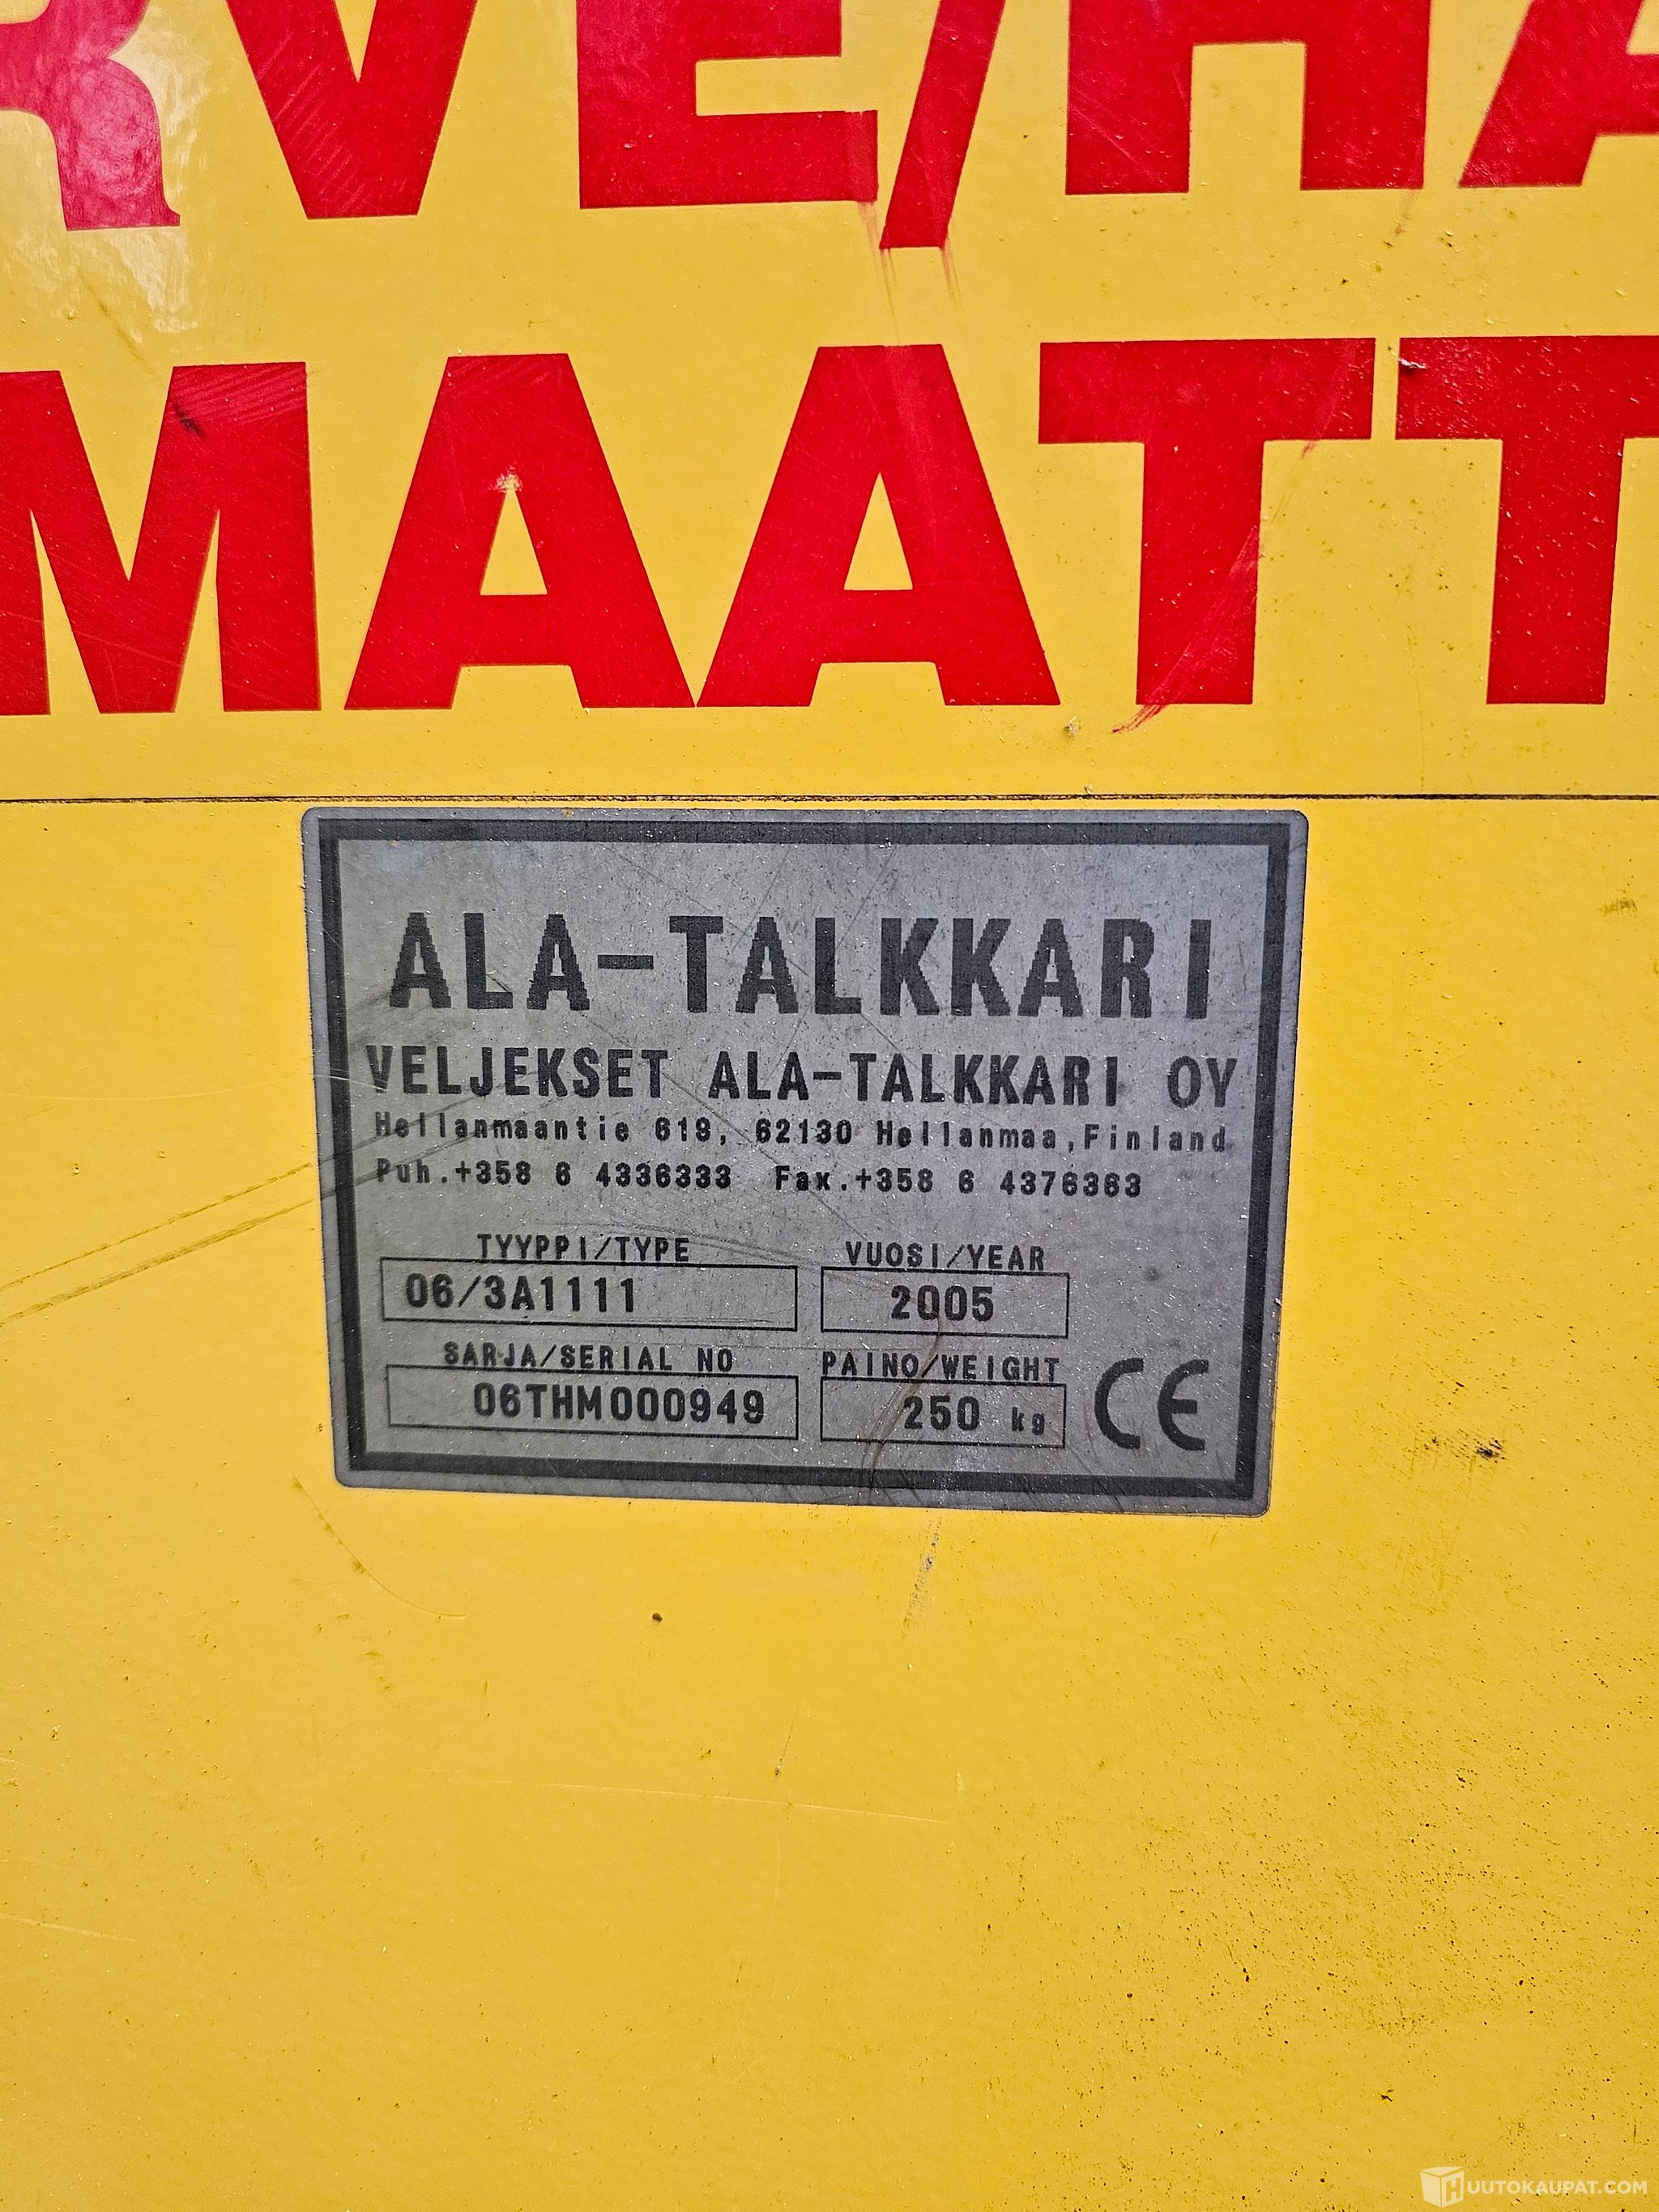 RVE/HA
MAATT
ALA-TALKKARI
VELJEKSET ALA-TALKKARI OY
Hellanmaantie 619, 62130 Hellanmaa,Finland
Puh.+358 6 4336333 Fax.+358 6 4376363
TYYPPI/TYPE VUOSI/YEAR
06/3A1111 2005
SARJA/SERIAL NO PAINO/WEIGHT
06THM000949 250 kg CE
HUUTOKAUPAT.COM